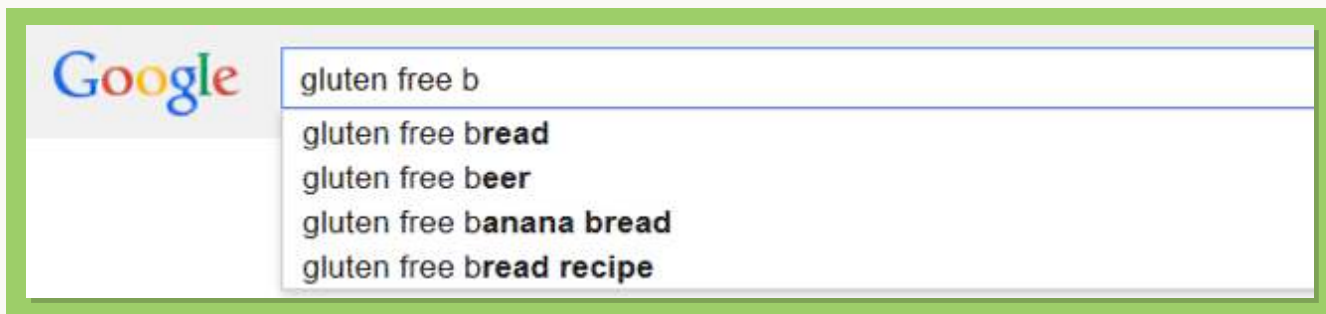 Google
gluten free b
gluten free bread
gluten free beer
gluten free banana bread
gluten free bread recipe